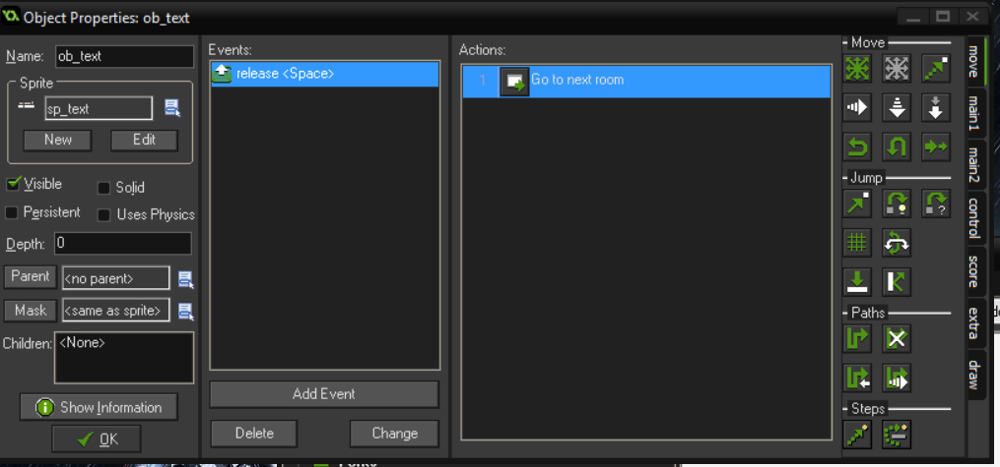 Object Properties: ob_text
Name: ob_text
Sprite
sp_text
New Edit
Visible Solid
Persistent Uses Physics
Depth: 0
Parent <no parent>
Mask <same as sprite>
Children: <None>
Show Information
OK
Events:
release <Space>
Add Event
Delete Change
Actions:
1 Go to next room
Move
Jump
Paths
Steps
move
main1
main2
control
score
extra
draw